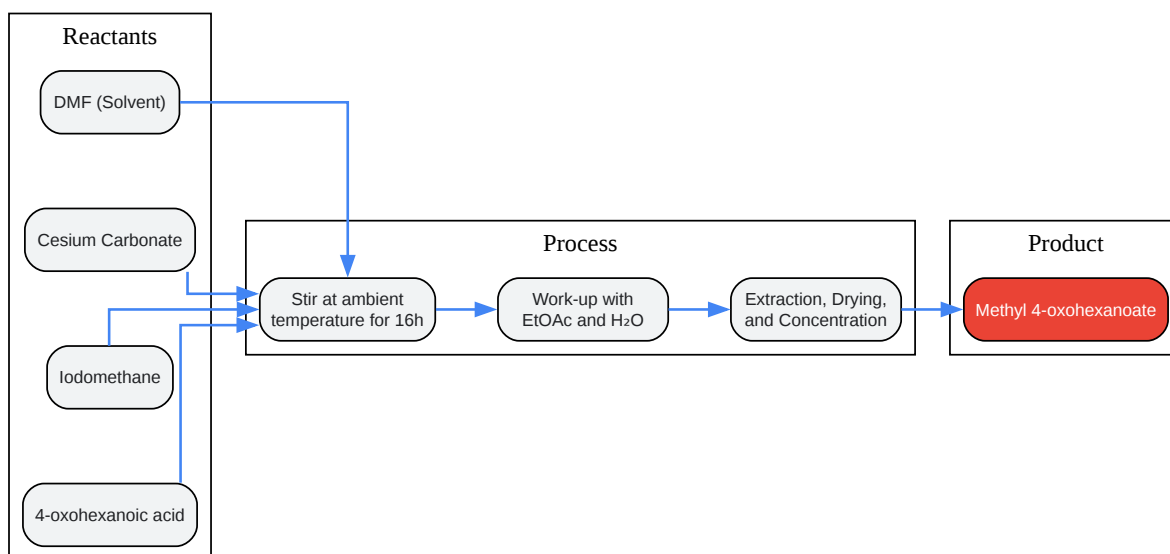 Reactants
DMF (Solvent)
Cesium Carbonate
Iodomethane
4-oxohexanoic acid
Process
Stir at ambient
temperature for 16h
Work-up with
EtOAc and H₂O
Extraction, Drying,
and Concentration
Product
Methyl 4-oxohexanoate